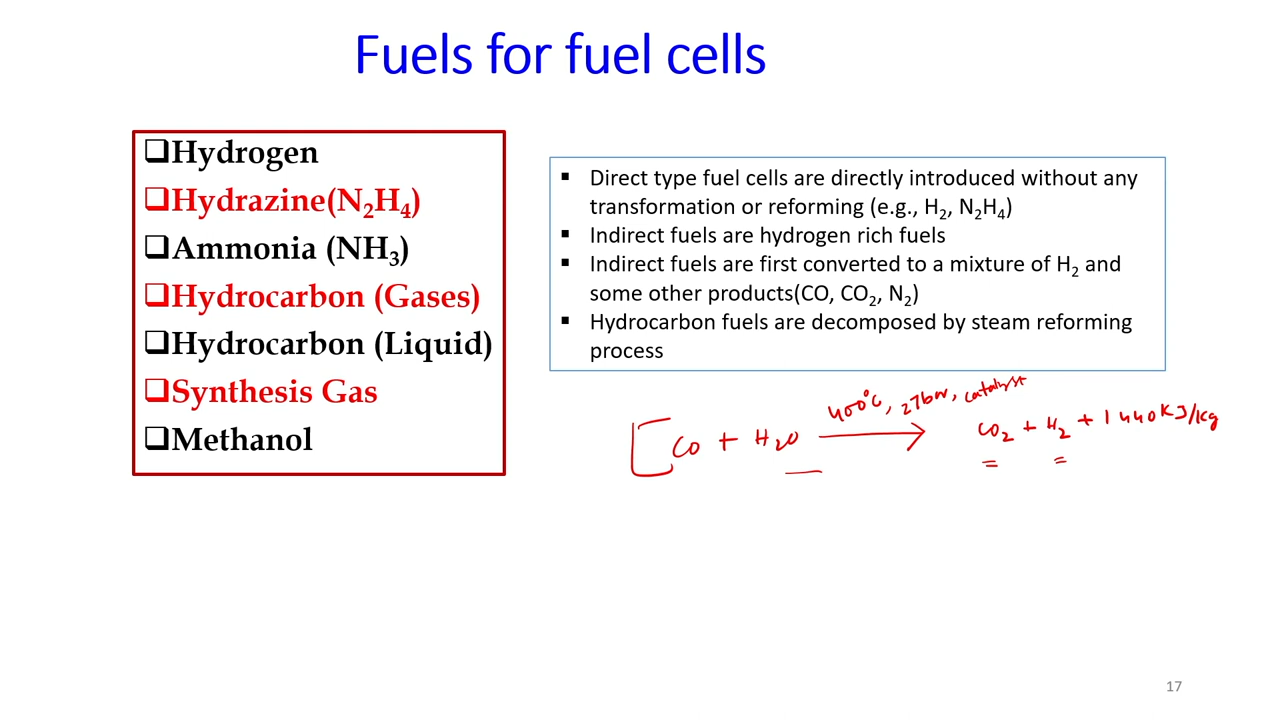 Fuels for fuel cells
❑Hydrogen
❑Hydrazine(N₂H₄)
❑Ammonia (NH₃)
❑Hydrocarbon (Gases)
❑Hydrocarbon (Liquid)
❑Synthesis Gas
❑Methanol
▪ Direct type fuel cells are directly introduced without any
transformation or reforming (e.g., H₂, N₂H₄)
▪ Indirect fuels are hydrogen rich fuels
▪ Indirect fuels are first converted to a mixture of H₂ and
some other products(CO, CO₂, N₂)
▪ Hydrocarbon fuels are decomposed by steam reforming
process
400°C, 27bar, catalyst
CO + H₂O ⟶ CO₂ + H₂ + 1440KJ/Kg
17